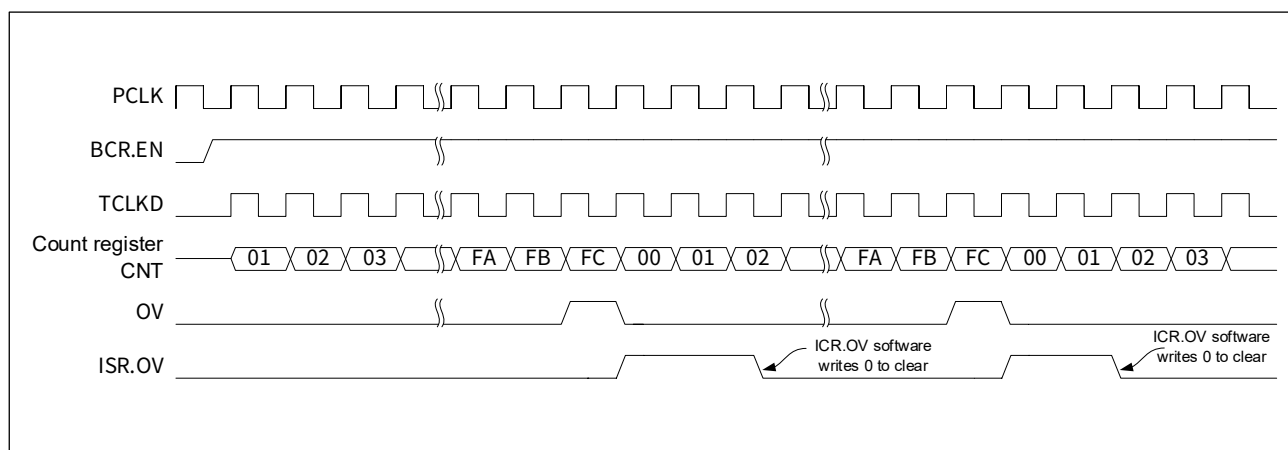 PCLK
BCR.EN
TCLKD
Count register
CNT
01 02 03 FA FB FC 00 01 02 FA FB FC 00 01 02 03
OV
ISR.OV
ICR.OV software
writes 0 to clear
ICR.OV software
writes 0 to clear